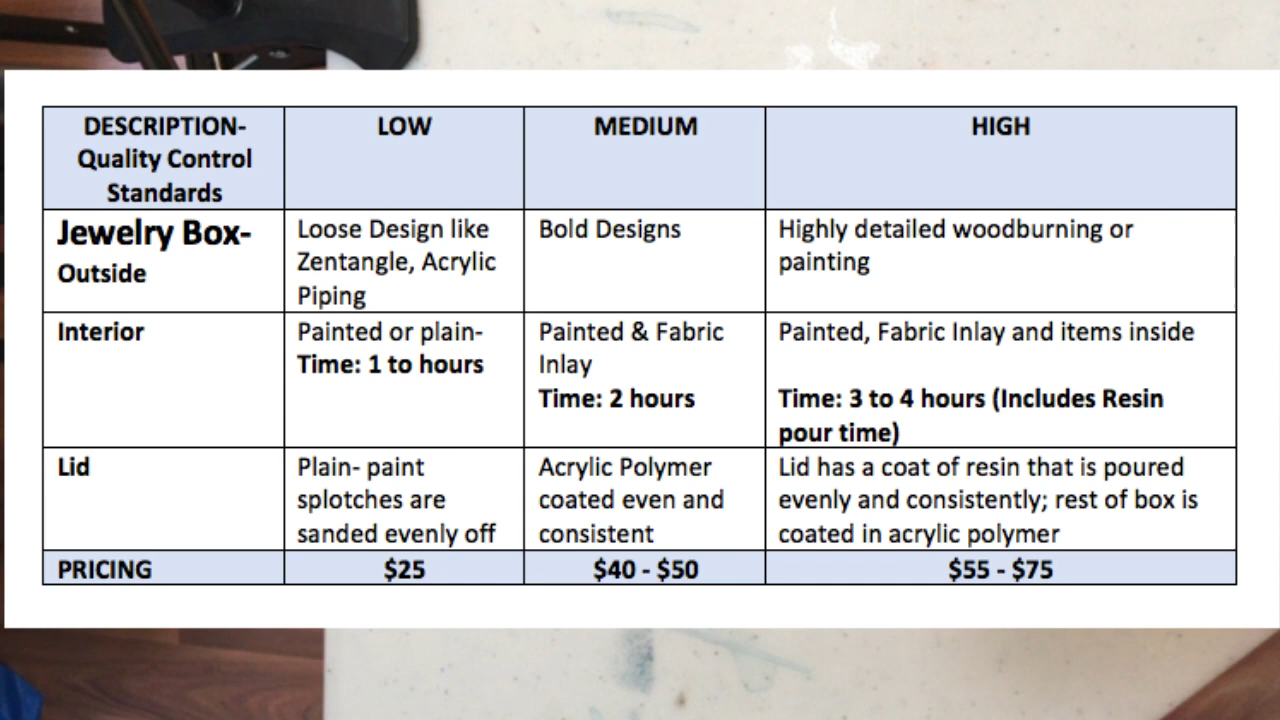 DESCRIPTION-
Quality Control
Standards
LOW
MEDIUM
HIGH
Jewelry Box-
Outside
Loose Design like
Zentangle, Acrylic
Piping
Bold Designs
Highly detailed woodburning or
painting
Interior
Painted or plain-
Time: 1 to hours
Painted & Fabric
Inlay
Time: 2 hours
Painted, Fabric Inlay and items inside
Time: 3 to 4 hours (Includes Resin
pour time)
Lid
Plain- paint
splotches are
sanded evenly off
Acrylic Polymer
coated even and
consistent
Lid has a coat of resin that is poured
evenly and consistently; rest of box is
coated in acrylic polymer
PRICING
$25
$40 - $50
$55 - $75